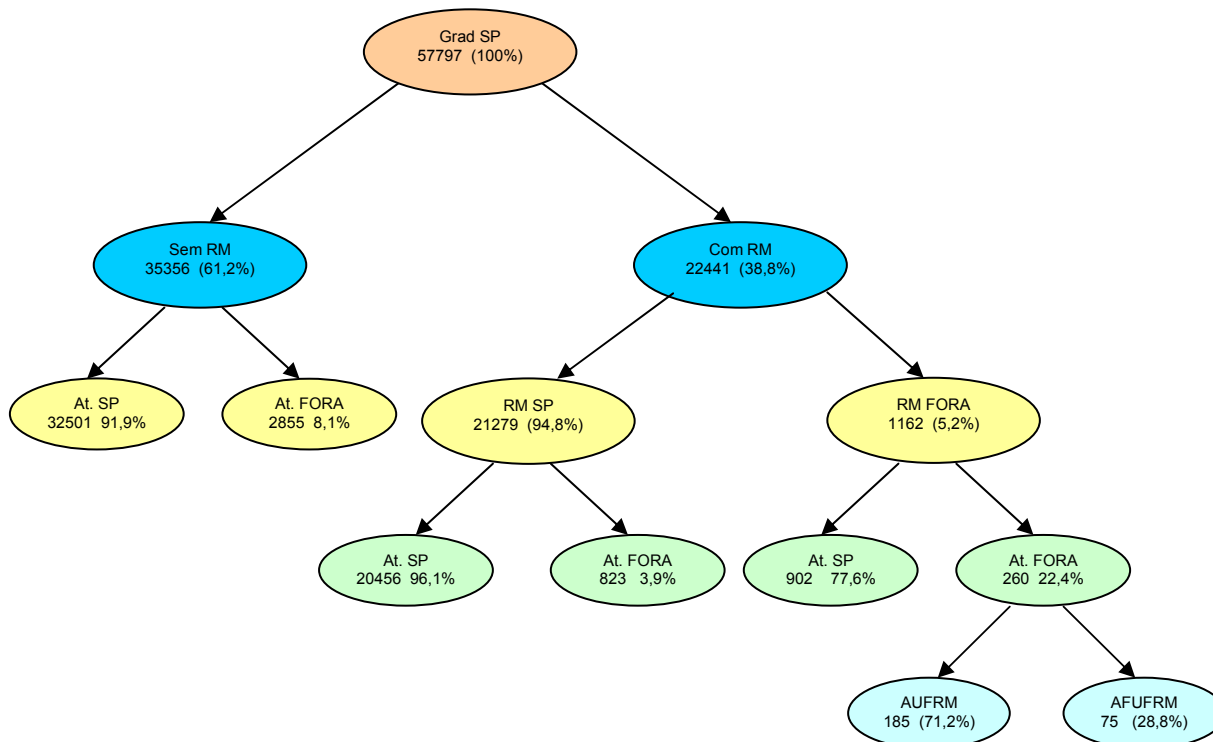 Grad SP
57797 (100%)
Sem RM
35356 (61,2%)
Com RM
22441 (38,8%)
At. SP
32501 91,9%
At. FORA
2855 8,1%
RM SP
21279 (94,8%)
RM FORA
1162 (5,2%)
At. SP
20456 96,1%
At. FORA
823 3,9%
At. SP
902 77,6%
At. FORA
260 22,4%
AUFRM
185 (71,2%)
AFUFRM
75 (28,8%)